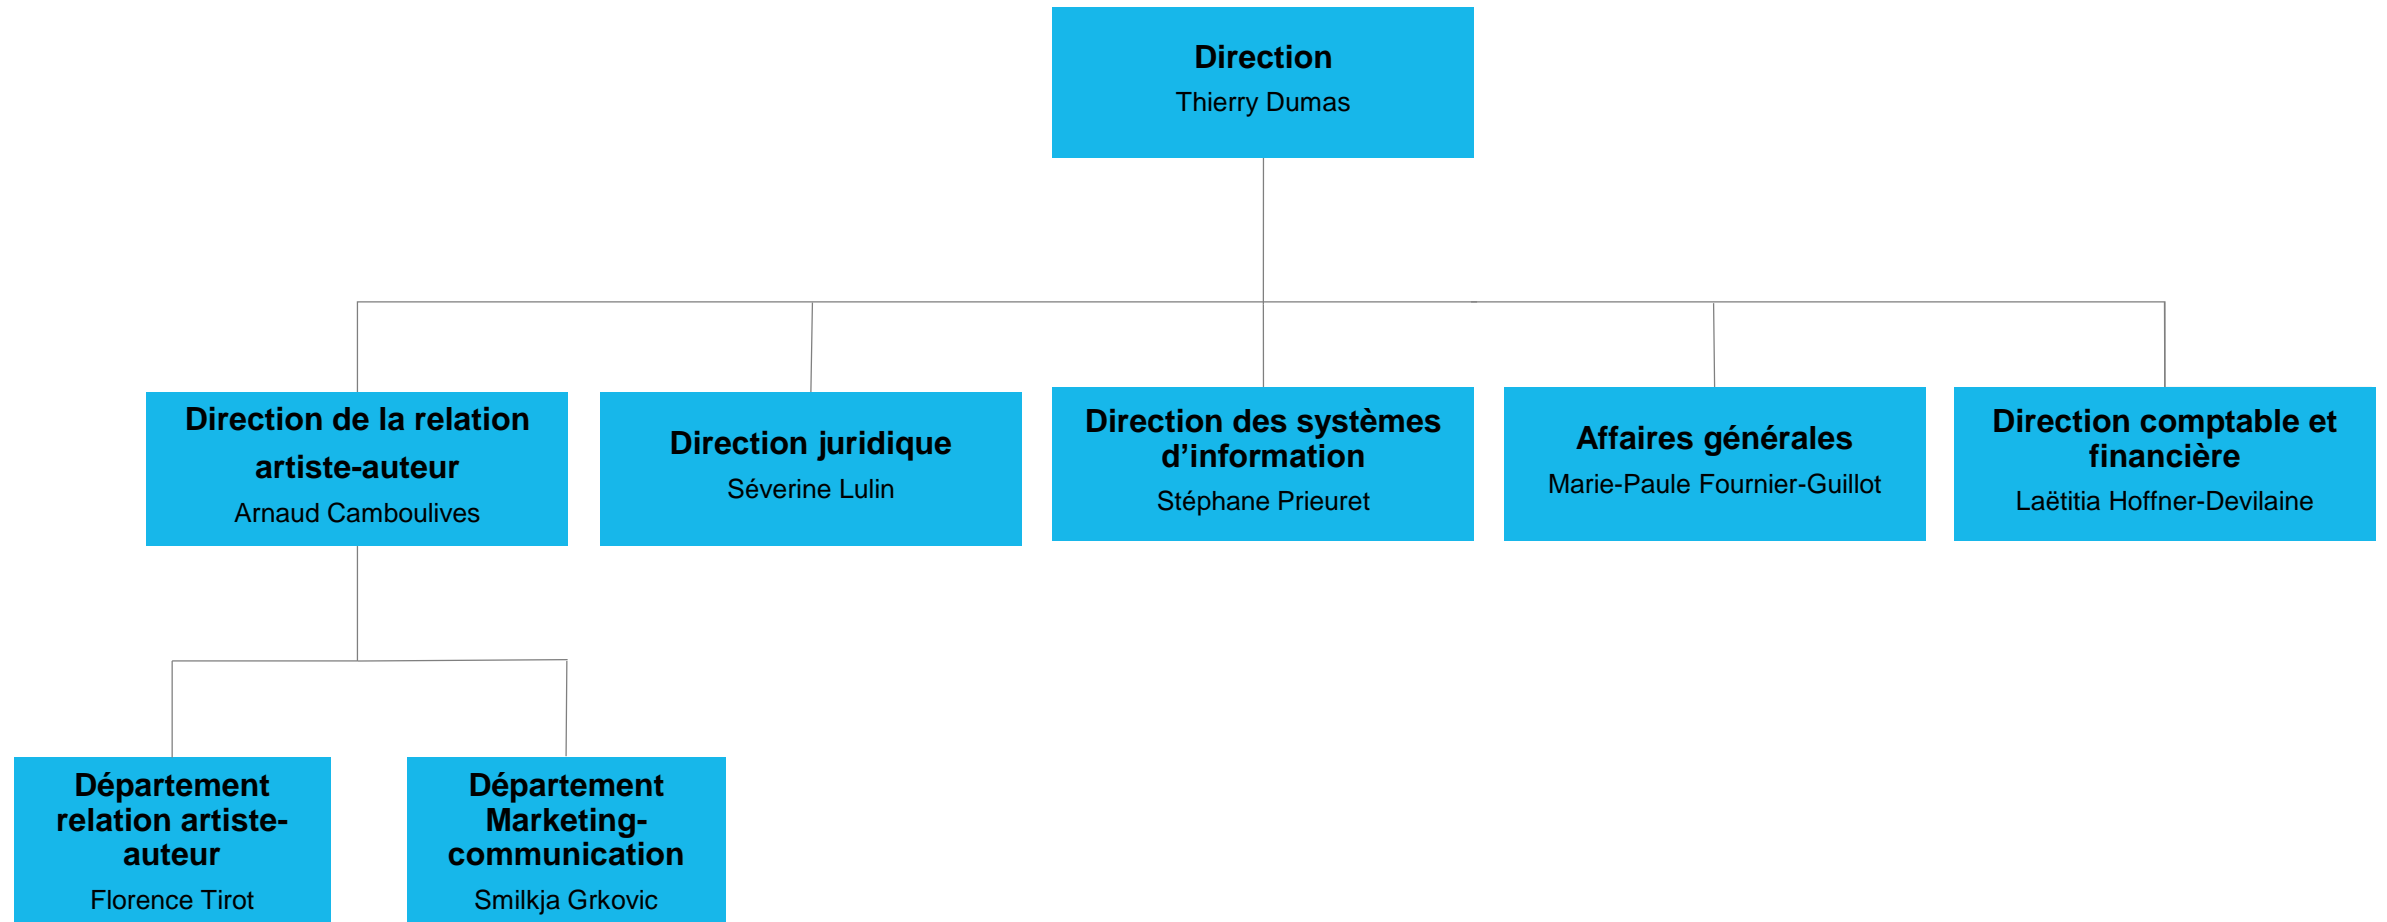 Direction
Thierry Dumas
Direction de la relation
artiste-auteur
Arnaud Camboulives
Direction juridique
Séverine Lulin
Direction des systèmes
d’information
Stéphane Prieuret
Affaires générales
Marie-Paule Fournier-Guillot
Direction comptable et
financière
Laëtitia Hoffner-Devilaine
Département
relation artiste-
auteur
Florence Tirot
Département
Marketing-
communication
Smilkja Grkovic